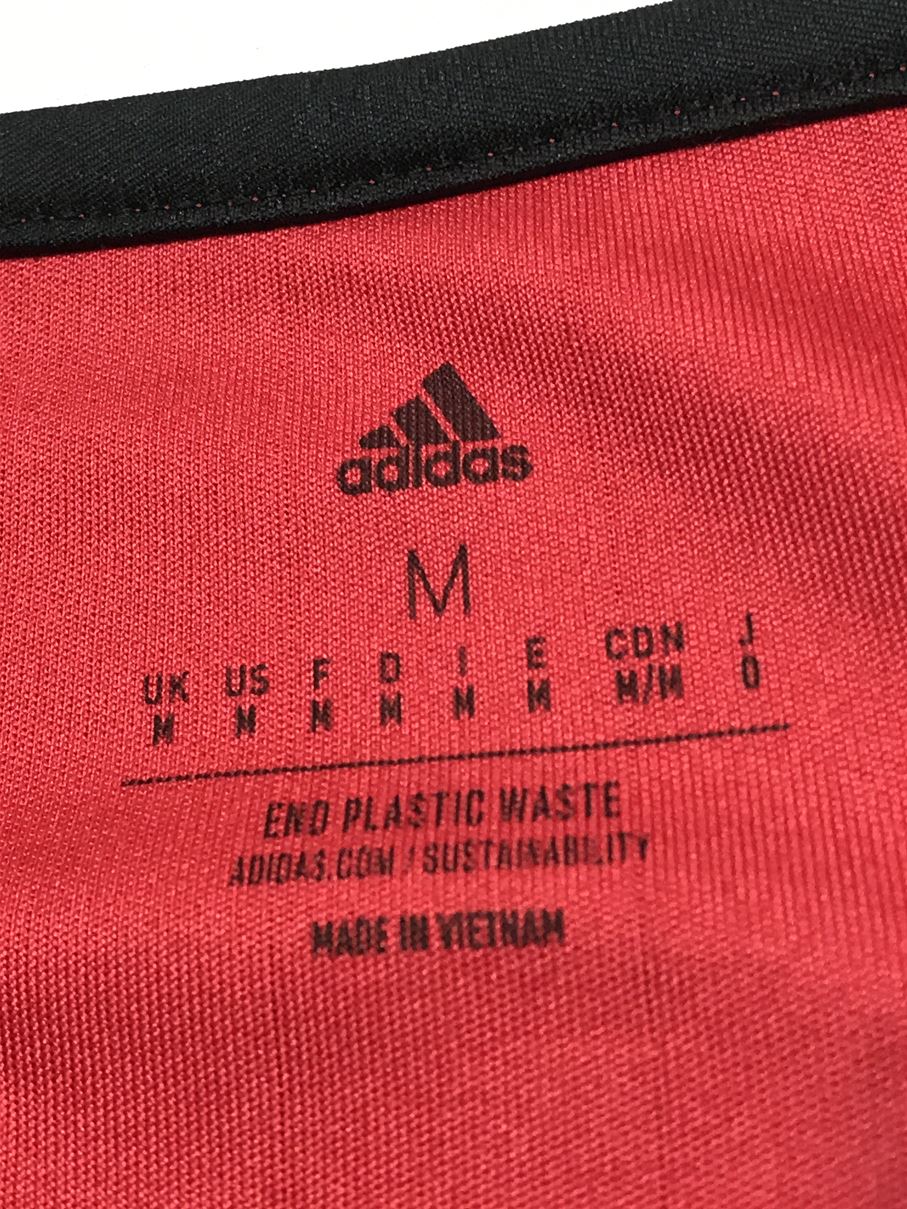 adidas
M
UK US F D I E CDN J
M M M M M M M/M O
END PLASTIC WASTE
ADIDAS.COM / SUSTAINABILITY
MADE IN VIETNAM